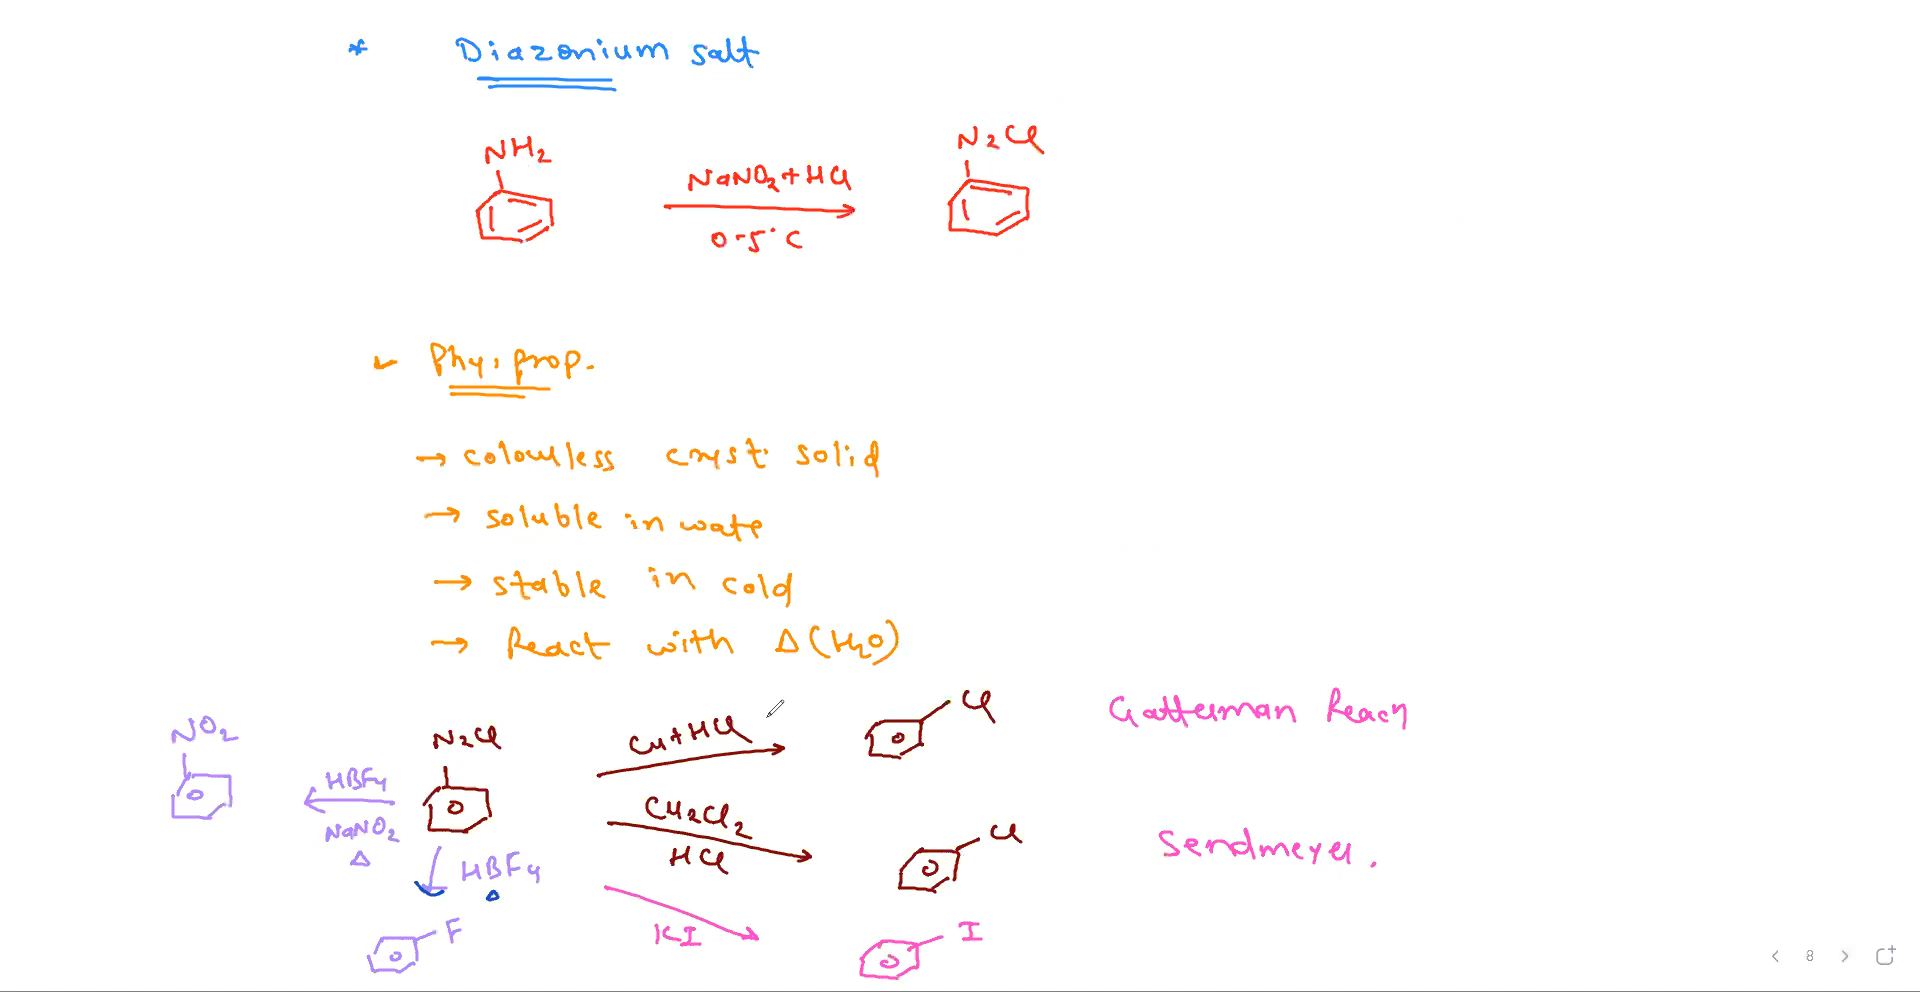 * Diazonium salt
NH2
NaNO2+HCl
0-5°C
N2Cl
✓ Phy. prop.
→ colourless cryst. solid
→ soluble in wate
→ stable in cold
→ React with Δ(H2O)
NO2
HBF4
NaNO2
Δ
N2Cl
HBF4
Δ
F
Cu+HCl
Cl
Gatterman Reacn
CU2Cl2
HCl
Cl
Sendmeyer.
KI
I
< 8 >